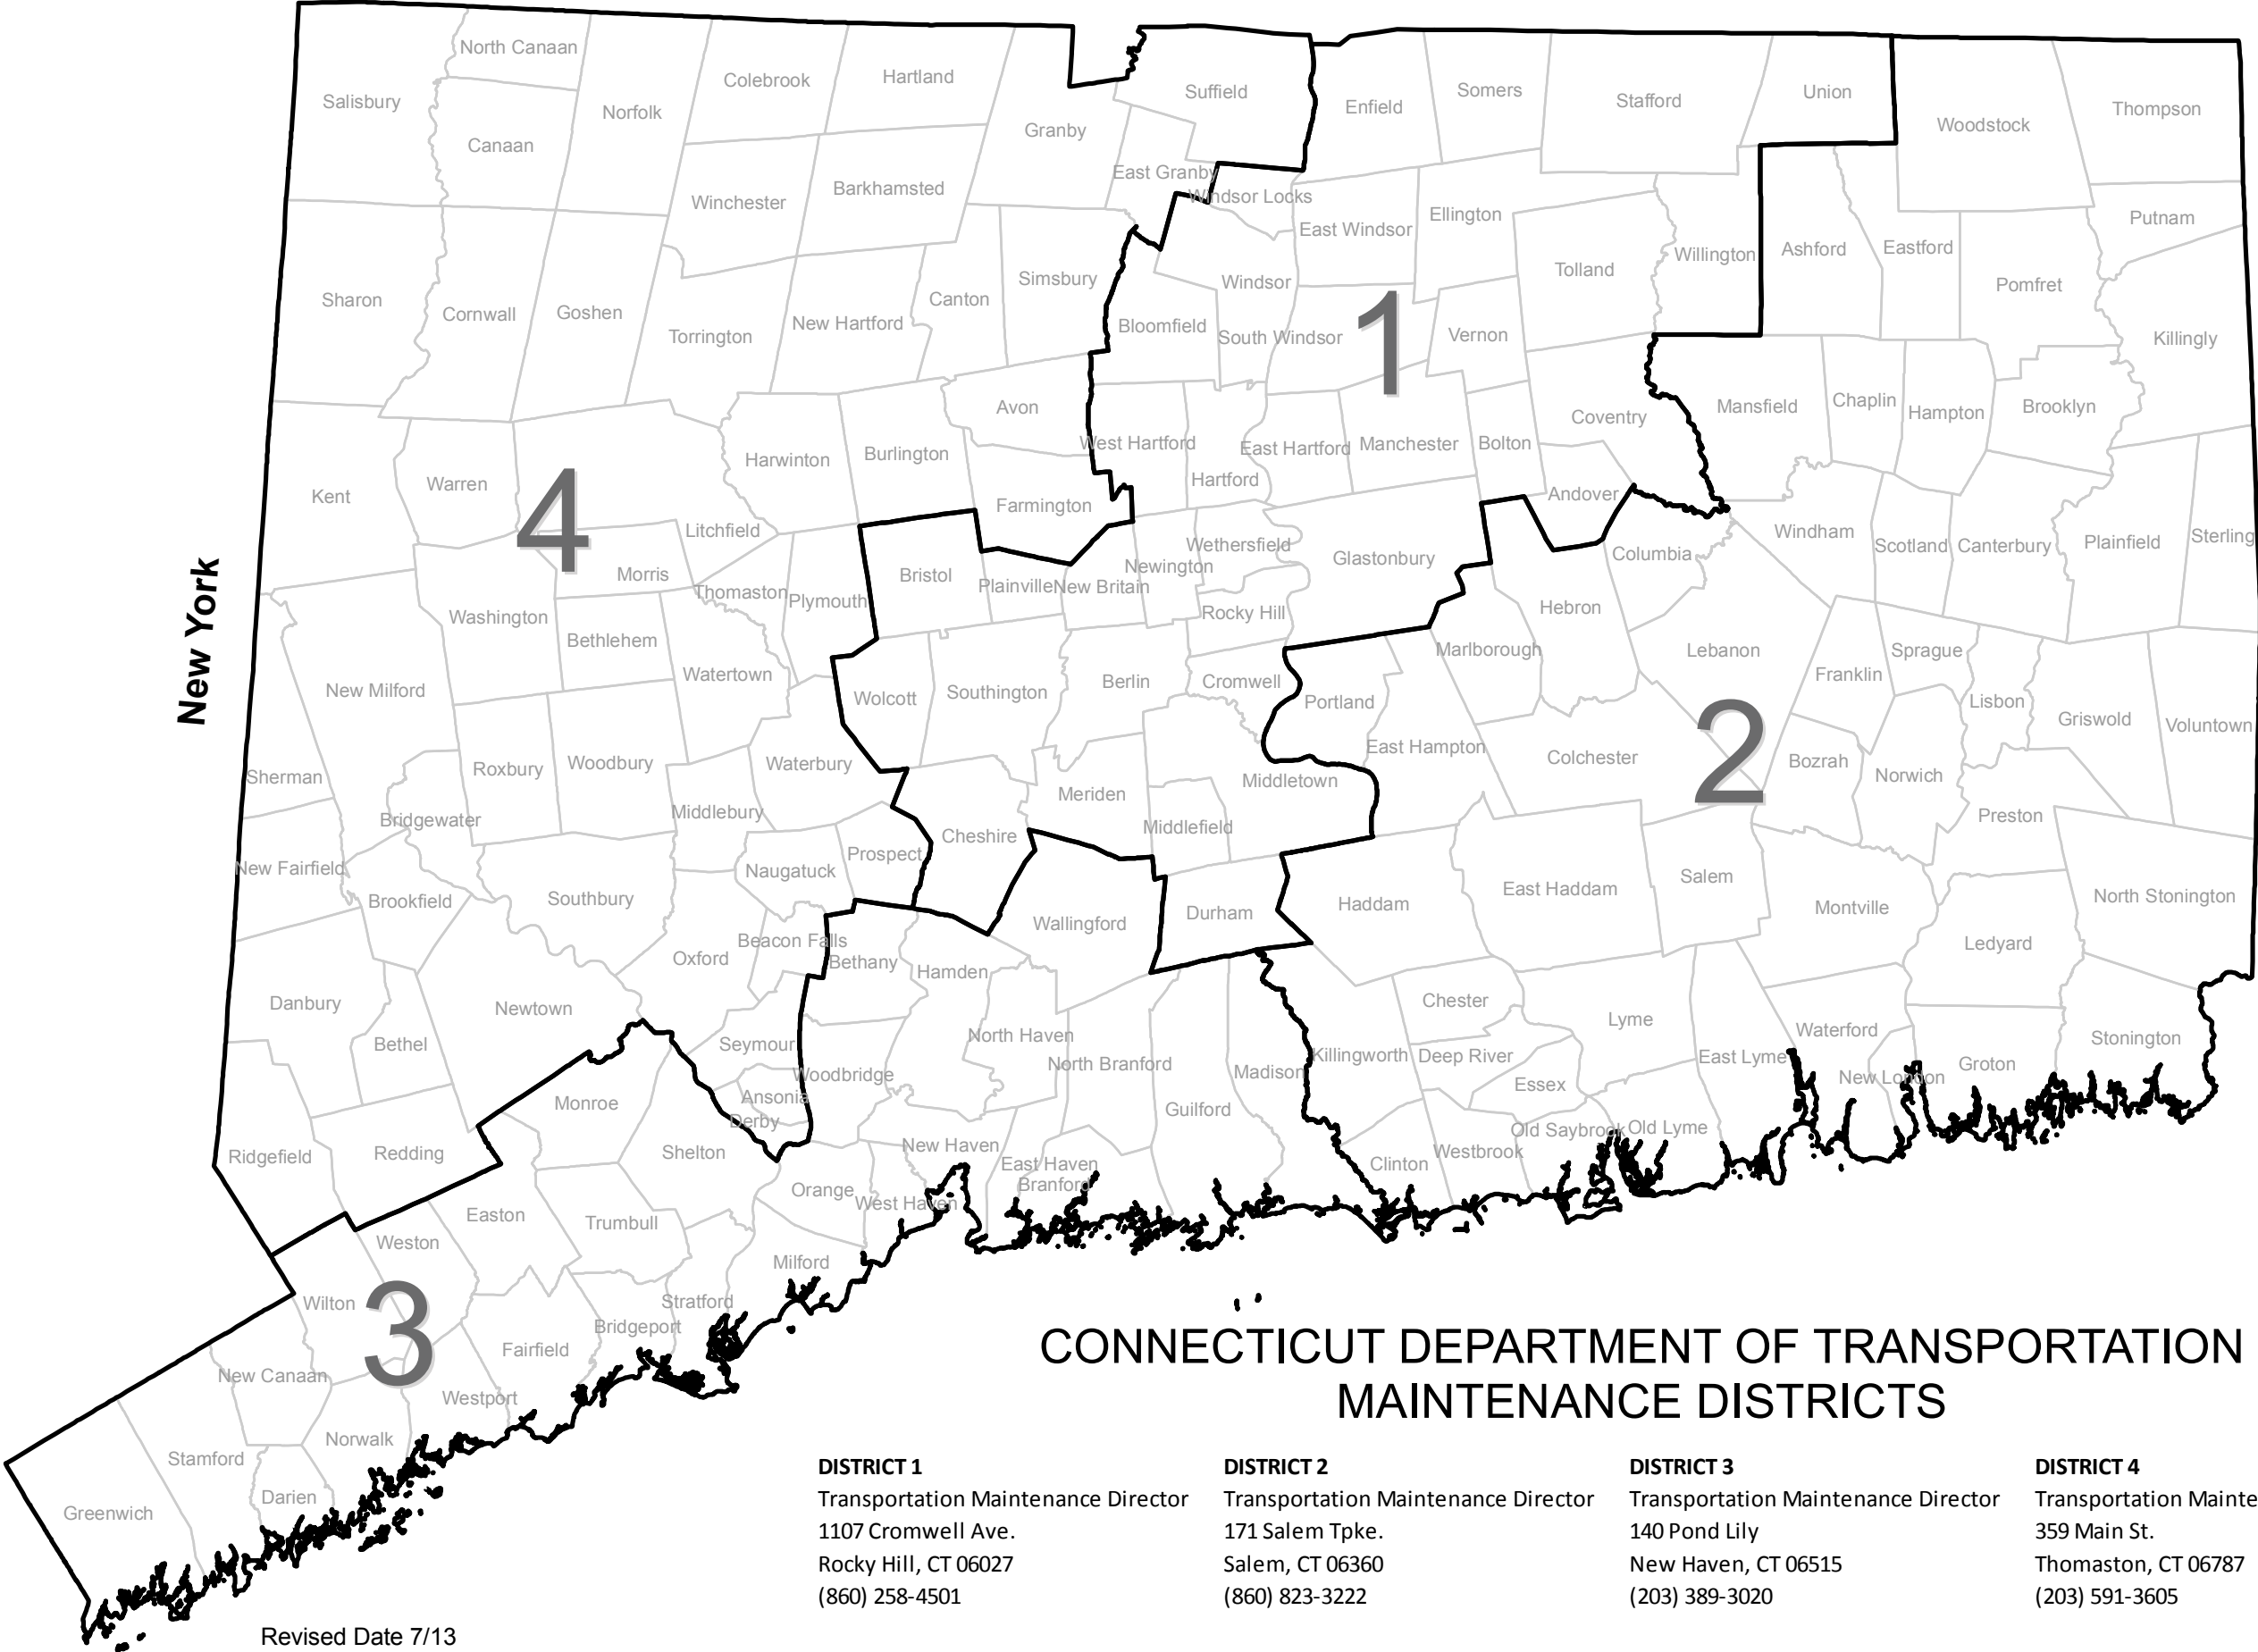 North Canaan
Colebrook
Hartland
Suffield
Enfield
Somers
Stafford
Union
Salisbury
Norfolk
Granby
Woodstock
Thompson
Canaan
East Granby
Windsor Locks
Winchester
Barkhamsted
East Windsor
Ellington
Putnam
Willington
Ashford
Eastford
Tolland
Sharon
Cornwall
Goshen
Canton
Simsbury
Windsor
Pomfret
Torrington
New Hartford
Bloomfield
South Windsor
1
Vernon
Killingly
Avon
Coventry
Mansfield
Chaplin
Hampton
Brooklyn
West Hartford
East Hartford
Manchester
Bolton
Harwinton
Burlington
Kent
Warren
4
Hartford
Andover
Farmington
Litchfield
Windham
Scotland
Canterbury
Plainfield
Sterling
Wethersfield
Glastonbury
Columbia
Newington
New York
Morris
Bristol
Plainville
New Britain
Thomaston
Plymouth
Washington
Rocky Hill
Hebron
Bethlehem
Marlborough
Lebanon
Sprague
Watertown
Franklin
New Milford
Wolcott
Southington
Berlin
Cromwell
Portland
Lisbon
Griswold
Voluntown
2
East Hampton
Colchester
Bozrah
Norwich
Sherman
Roxbury
Woodbury
Waterbury
Meriden
Middletown
Bridgewater
Middlebury
Middlefield
Preston
Cheshire
Prospect
New Fairfield
Naugatuck
Brookfield
Southbury
Wallingford
Durham
Haddam
East Haddam
Salem
Montville
North Stonington
Oxford
Beacon Falls
Bethany
Hamden
Ledyard
Danbury
Newtown
Chester
Lyme
Waterford
Stonington
Bethel
Seymour
North Haven
North Branford
Madison
Killingworth
Deep River
East Lyme
Groton
Woodbridge
Essex
New London
Monroe
Ansonia
Derby
Guilford
Old Saybrook
Old Lyme
Ridgefield
Redding
Shelton
New Haven
East Haven
Branford
Clinton
Westbrook
Orange
West Haven
Easton
Trumbull
Weston
Milford
Wilton
3
Stratford
Bridgeport
Fairfield
New Canaan
Westport
Norwalk
Stamford
Darien
Greenwich
CONNECTICUT DEPARTMENT OF TRANSPORTATION
MAINTENANCE DISTRICTS
DISTRICT 1
Transportation Maintenance Director
1107 Cromwell Ave.
Rocky Hill, CT 06027
(860) 258-4501
DISTRICT 2
Transportation Maintenance Director
171 Salem Tpke.
Salem, CT 06360
(860) 823-3222
DISTRICT 3
Transportation Maintenance Director
140 Pond Lily
New Haven, CT 06515
(203) 389-3020
DISTRICT 4
Transportation Mainte
359 Main St.
Thomaston, CT 06787
(203) 591-3605
Revised Date 7/13